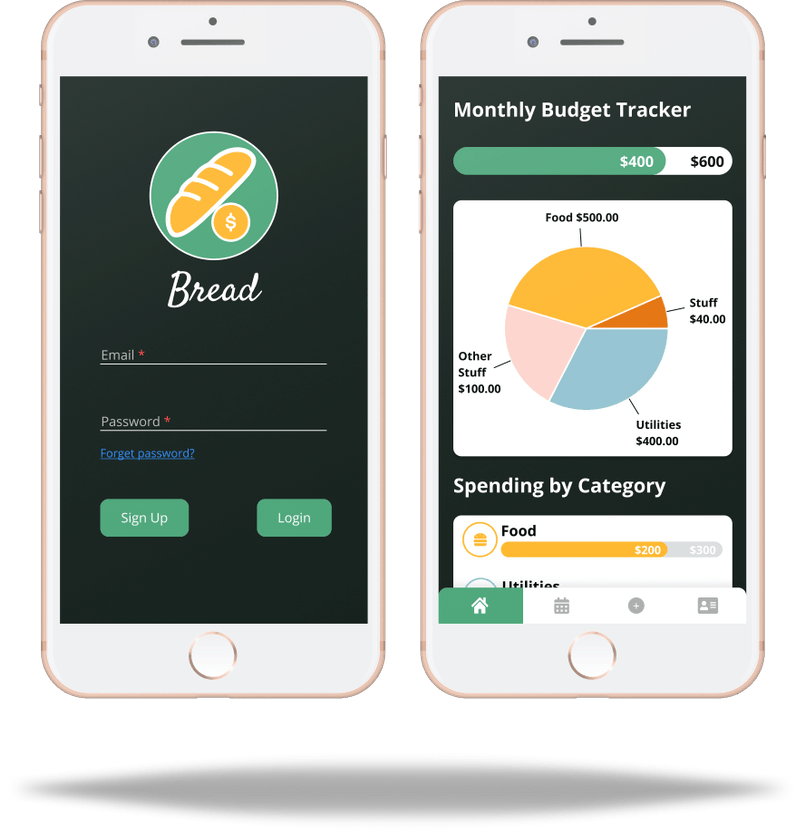 $
Bread
Email *
Password *
Forget password?
Sign Up
Login
Monthly Budget Tracker
$400
$600
Food $500.00
Stuff
$40.00
Other
Stuff
$100.00
Utilities
$400.00
Spending by Category
Food
$200
$300
Utilities